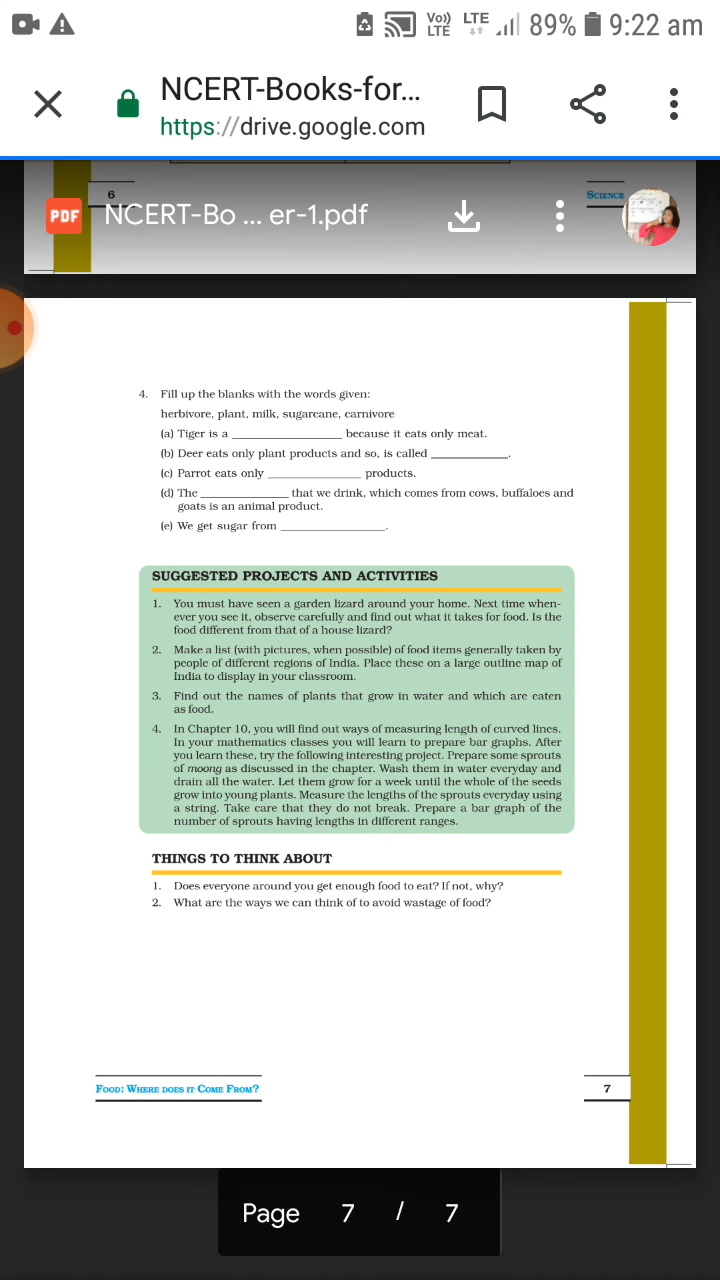 Vo)) LTE LTE 89% 9:22 am
NCERT-Books-for...
https://drive.google.com
6
SCIENCE
PDF NCERT-Bo ... er-1.pdf
4. Fill up the blanks with the words given:
herbivore, plant, milk, sugarcane, carnivore
(a) Tiger is a ____________________ because it eats only meat.
(b) Deer eats only plant products and so, is called ______________.
(c) Parrot eats only _________________ products.
(d) The ________________ that we drink, which comes from cows, buffaloes and
goats is an animal product.
(e) We get sugar from ___________________.
SUGGESTED PROJECTS AND ACTIVITIES
1. You must have seen a garden lizard around your home. Next time when-
ever you see it, observe carefully and find out what it takes for food. Is the
food different from that of a house lizard?
2. Make a list (with pictures, when possible) of food items generally taken by
people of different regions of India. Place these on a large outline map of
India to display in your classroom.
3. Find out the names of plants that grow in water and which are eaten
as food.
4. In Chapter 10, you will find out ways of measuring length of curved lines.
In your mathematics classes you will learn to prepare bar graphs. After
you learn these, try the following interesting project. Prepare some sprouts
of moong as discussed in the chapter. Wash them in water everyday and
drain all the water. Let them grow for a week until the whole of the seeds
grow into young plants. Measure the lengths of the sprouts everyday using
a string. Take care that they do not break. Prepare a bar graph of the
number of sprouts having lengths in different ranges.
THINGS TO THINK ABOUT
1. Does everyone around you get enough food to eat? If not, why?
2. What are the ways we can think of to avoid wastage of food?
FOOD: WHERE DOES IT COME FROM?
7
Page 7 / 7